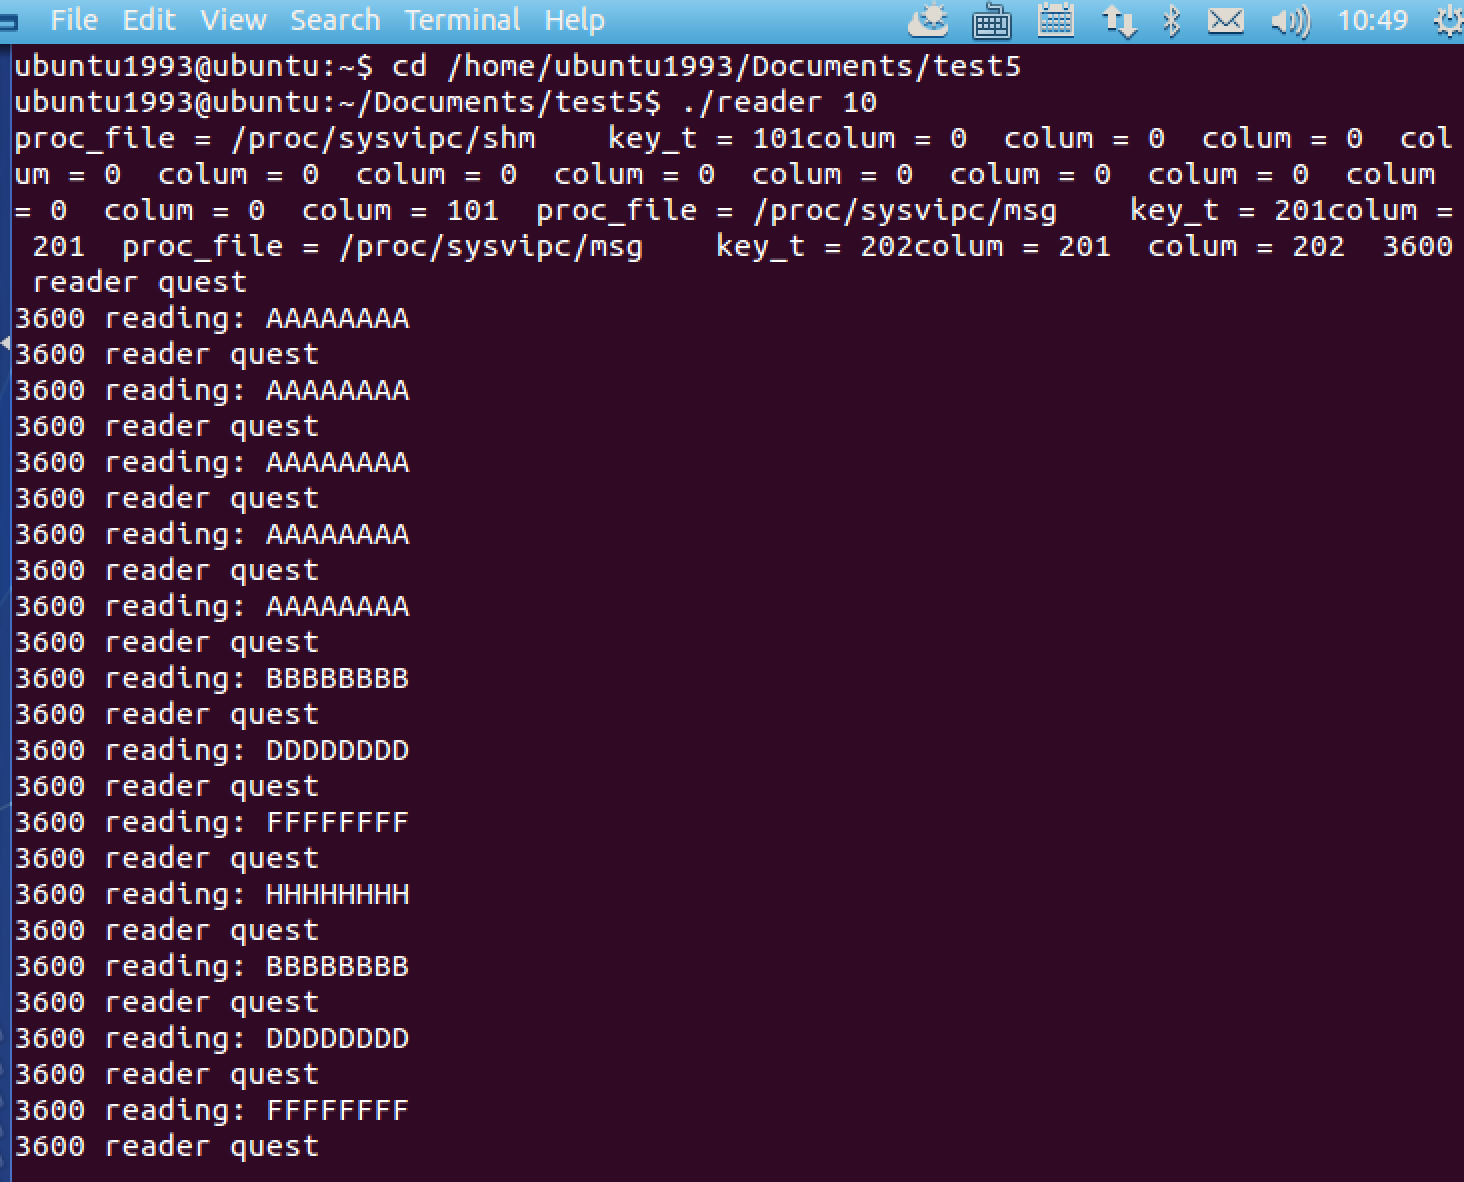 File Edit View Search Terminal Help 10:49
ubuntu1993@ubuntu:~$ cd /home/ubuntu1993/Documents/test5
ubuntu1993@ubuntu:~/Documents/test5$ ./reader 10
proc_file = /proc/sysvipc/shm    key_t = 101colum = 0  colum = 0  colum = 0  col
um = 0  colum = 0  colum = 0  colum = 0  colum = 0  colum = 0  colum = 0  colum 
= 0  colum = 0  colum = 101  proc_file = /proc/sysvipc/msg    key_t = 201colum =
 201  proc_file = /proc/sysvipc/msg    key_t = 202colum = 201  colum = 202  3600
 reader quest
3600 reading: AAAAAAAA
3600 reader quest
3600 reading: AAAAAAAA
3600 reader quest
3600 reading: AAAAAAAA
3600 reader quest
3600 reading: AAAAAAAA
3600 reader quest
3600 reading: AAAAAAAA
3600 reader quest
3600 reading: BBBBBBBB
3600 reader quest
3600 reading: DDDDDDDD
3600 reader quest
3600 reading: FFFFFFFF
3600 reader quest
3600 reading: HHHHHHHH
3600 reader quest
3600 reading: BBBBBBBB
3600 reader quest
3600 reading: DDDDDDDD
3600 reader quest
3600 reading: FFFFFFFF
3600 reader quest